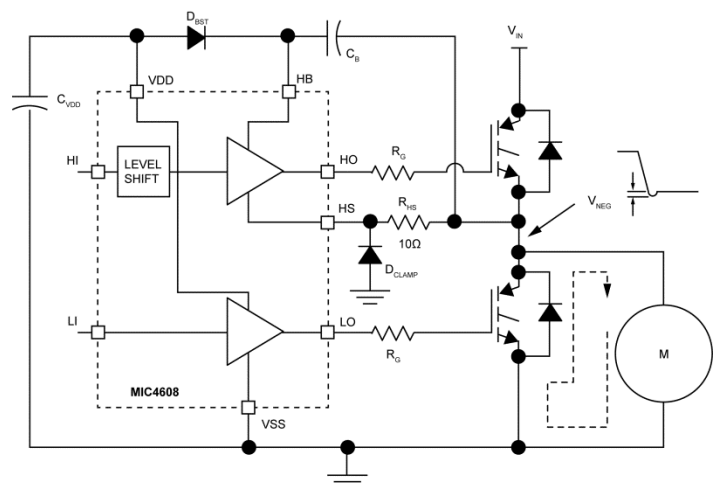 D_BST
V_IN
C_B
VDD
HB
C_VDD
HI
LEVEL
SHIFT
HO
R_G
HS
R_HS
10Ω
V_NEG
D_CLAMP
LI
LO
R_G
M
MIC4608
VSS